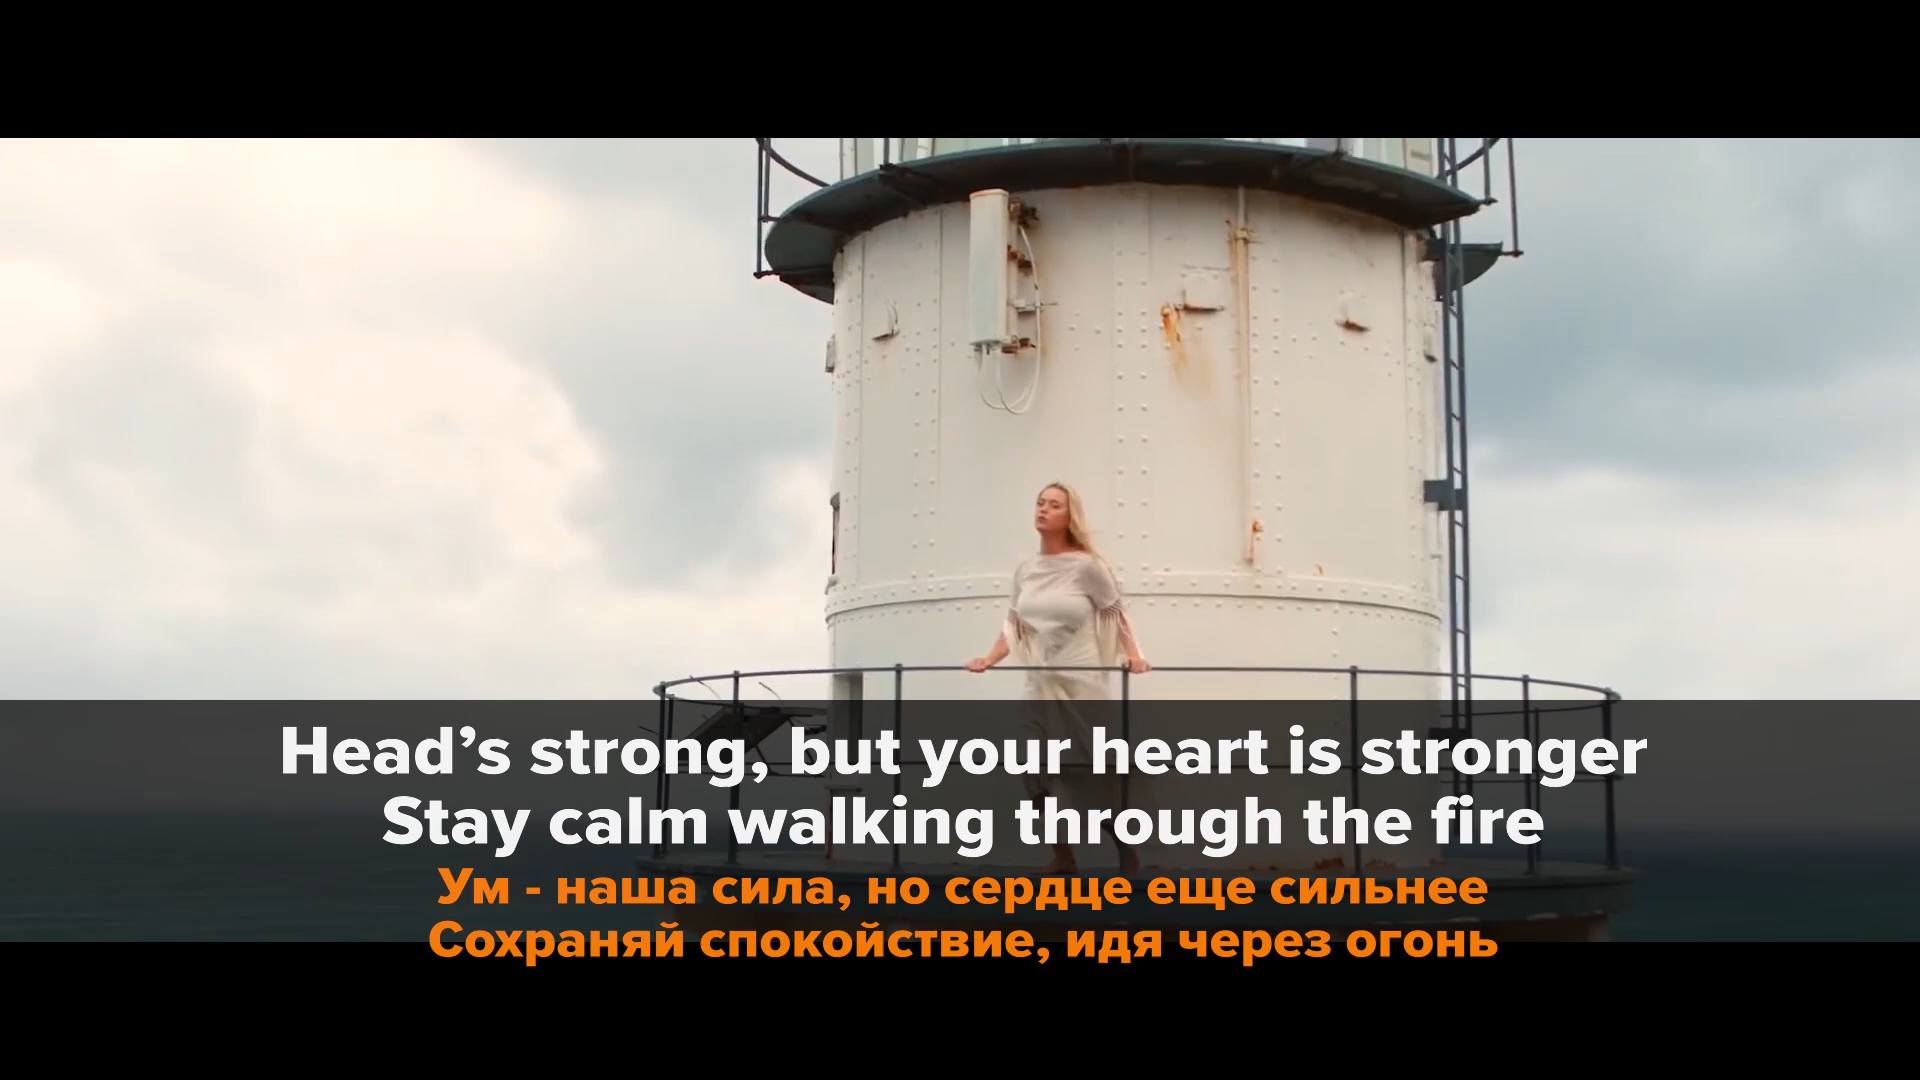 Head’s strong, but your heart is stronger
Stay calm walking through the fire
Ум - наша сила, но сердце еще сильнее
Сохраняй спокойствие, идя через огонь